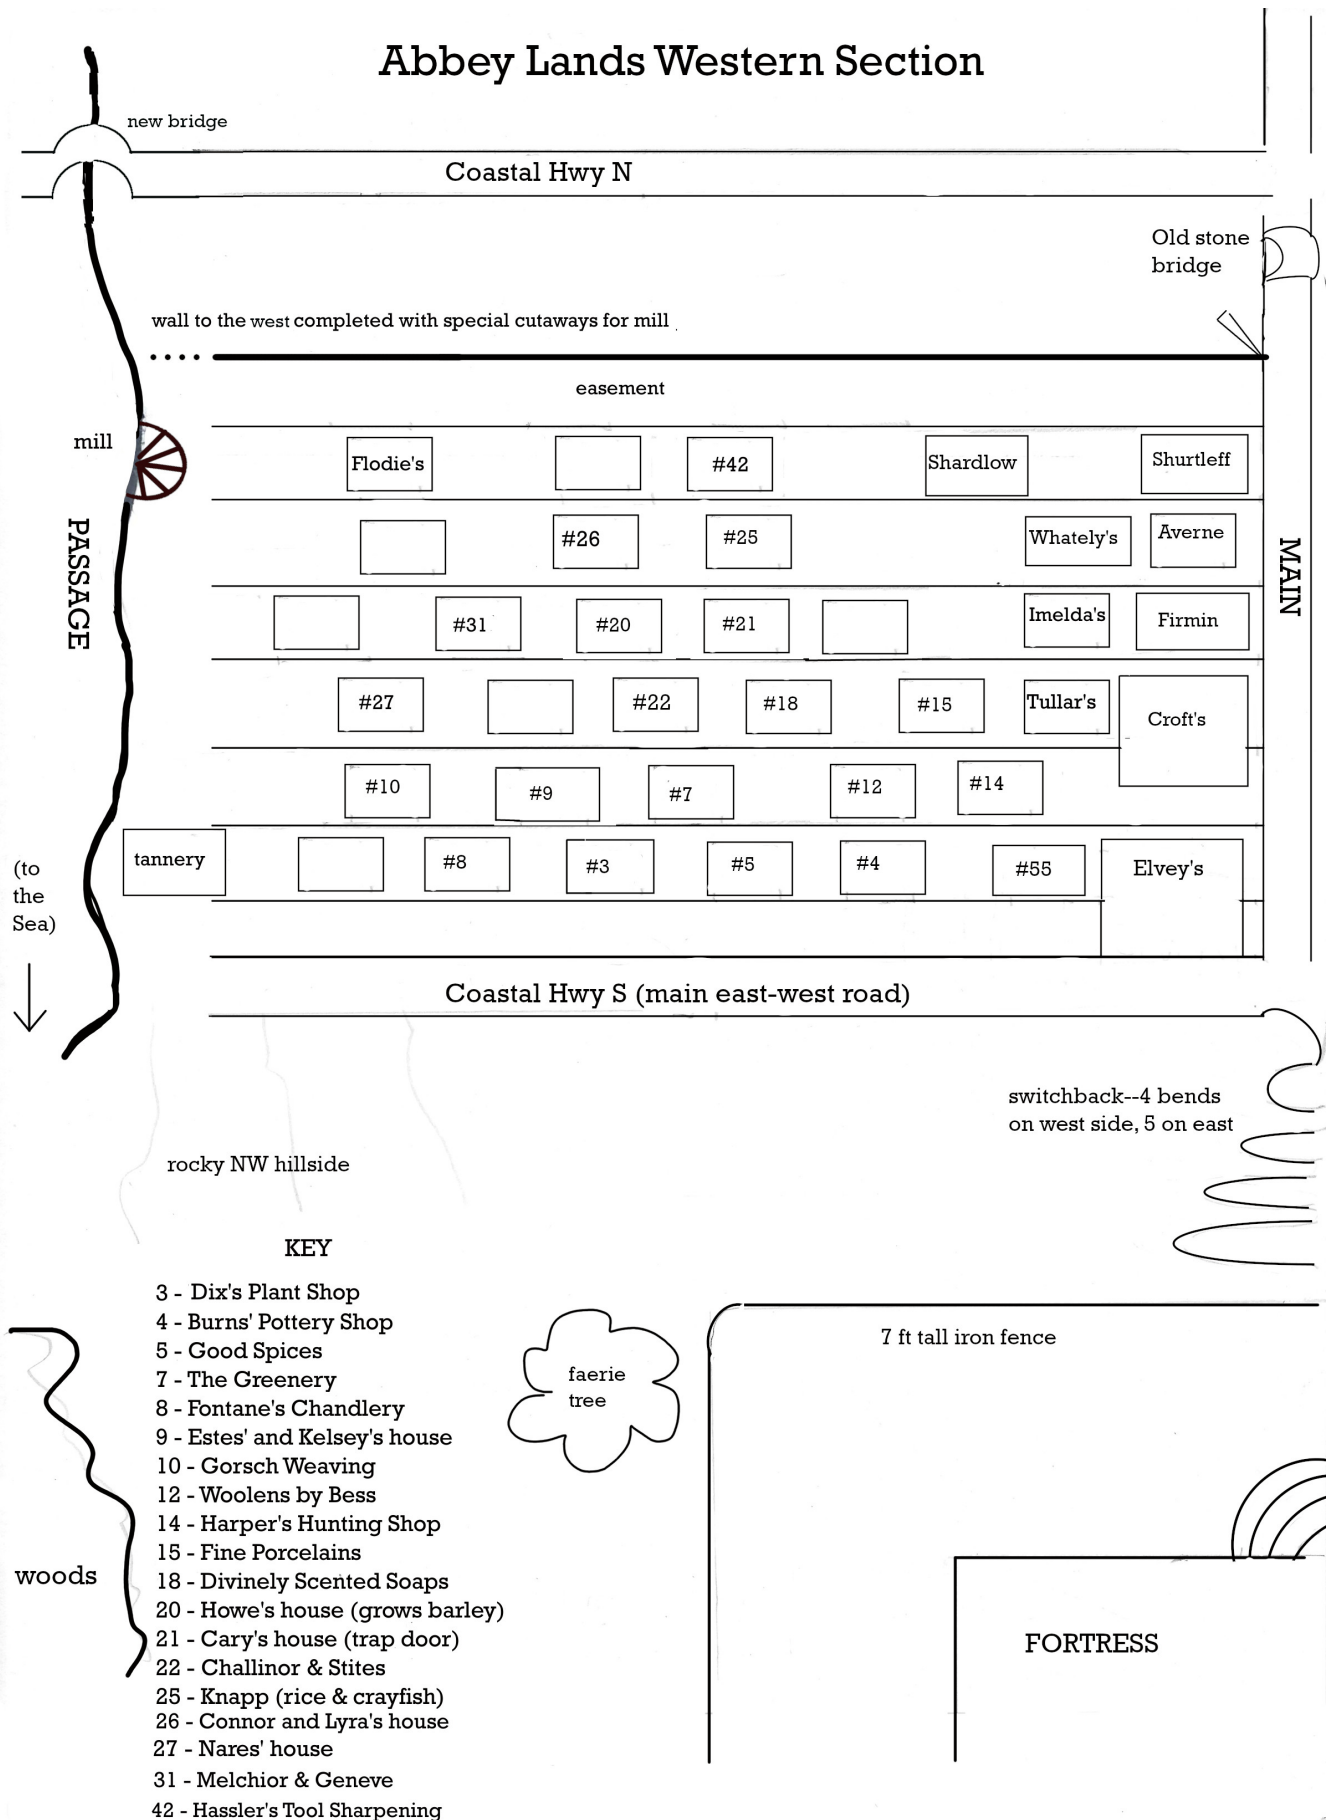 Abbey Lands Western Section
new bridge
Coastal Hwy N
Old stone
bridge
wall to the west completed with special cutaways for mill
easement
mill
Flodie's
#42
Shardlow
Shurtleff
PASSAGE
#26
#25
Whately's
Averne
MAIN
#31
#20
#21
Imelda's
Firmin
#27
#22
#18
#15
Tullar's
Croft's
#10
#9
#7
#12
#14
tannery
#8
#3
#5
#4
#55
Elvey's
(to
the
Sea)
Coastal Hwy S (main east-west road)
switchback--4 bends
on west side, 5 on east
rocky NW hillside
KEY
3 - Dix's Plant Shop
4 - Burns' Pottery Shop
5 - Good Spices
7 - The Greenery
8 - Fontane's Chandlery
9 - Estes' and Kelsey's house
10 - Gorsch Weaving
12 - Woolens by Bess
14 - Harper's Hunting Shop
15 - Fine Porcelains
18 - Divinely Scented Soaps
20 - Howe's house (grows barley)
21 - Cary's house (trap door)
22 - Challinor & Stites
25 - Knapp (rice & crayfish)
26 - Connor and Lyra's house
27 - Nares' house
31 - Melchior & Geneve
42 - Hassler's Tool Sharpening
faerie
tree
7 ft tall iron fence
woods
FORTRESS